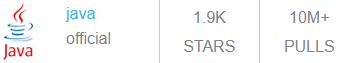 Java
java
official
1.9K
STARS
10M+
PULLS